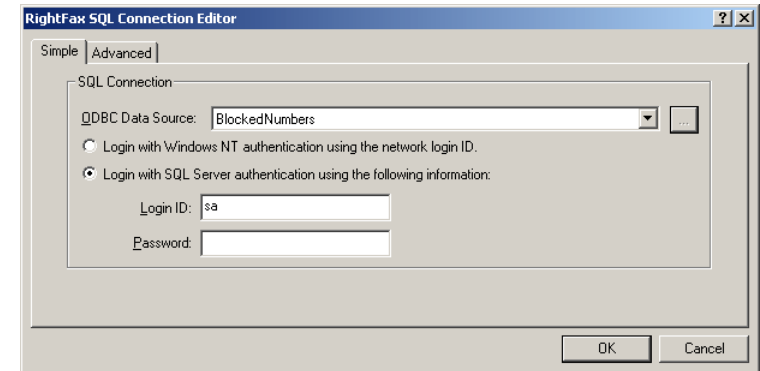 RightFax SQL Connection Editor
Simple Advanced
SQL Connection
ODBC Data Source: BlockedNumbers ...
Login with Windows NT authentication using the network login ID.
Login with SQL Server authentication using the following information:
Login ID: sa
Password:
OK Cancel